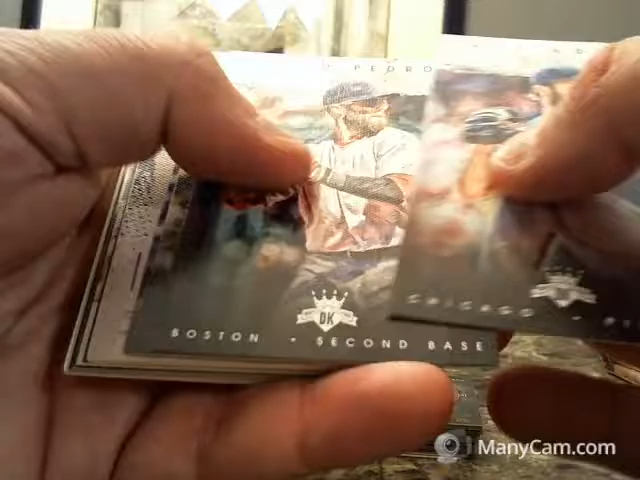 PEDRO
DK
BOSTON • SECOND BASE
CHICAGO •
ManyCam.com